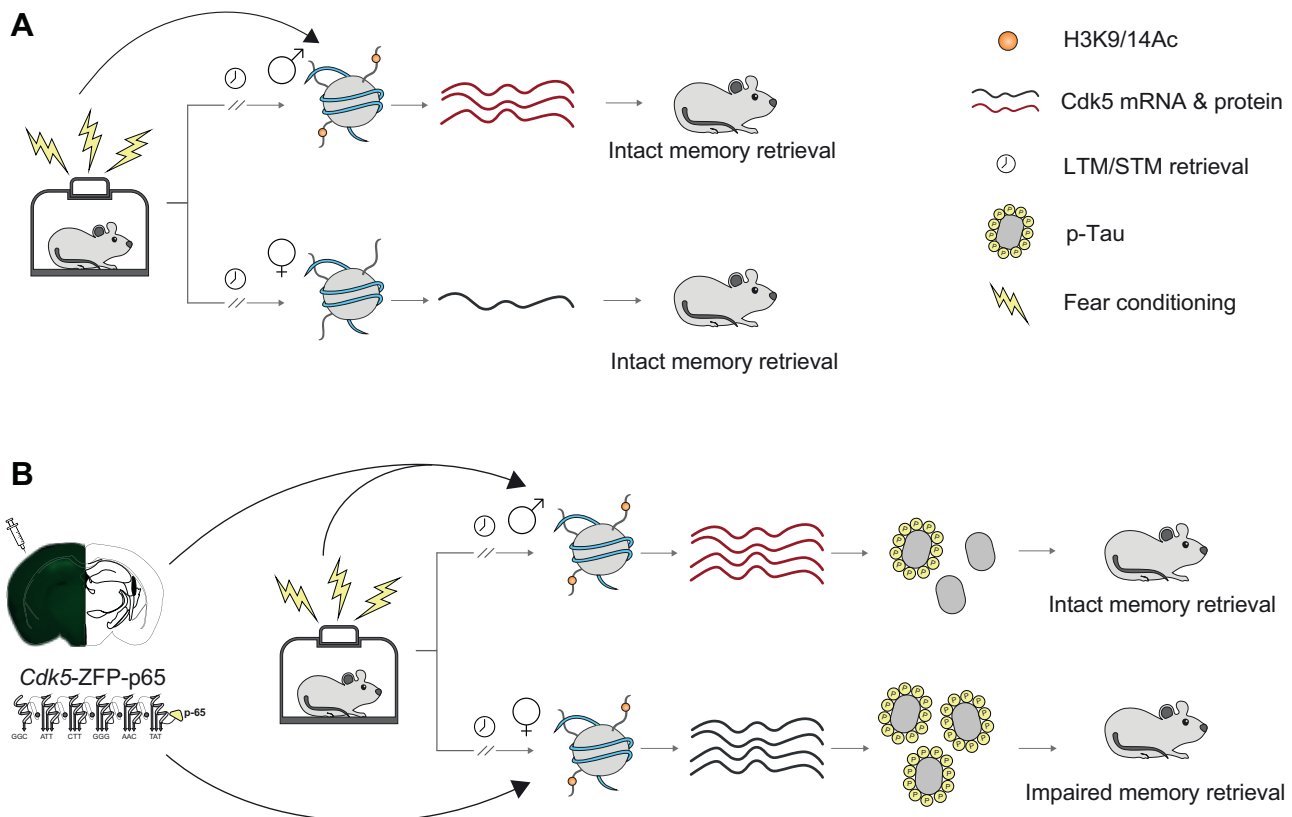 A
H3K9/14Ac
Cdk5 mRNA & protein
Intact memory retrieval
LTM/STM retrieval
p-Tau
Fear conditioning
Intact memory retrieval
B
Cdk5-ZFP-p65
p-65
GGC ATT CTT GGG AAC TAT
P P P P P P P P P P
Intact memory retrieval
Impaired memory retrieval